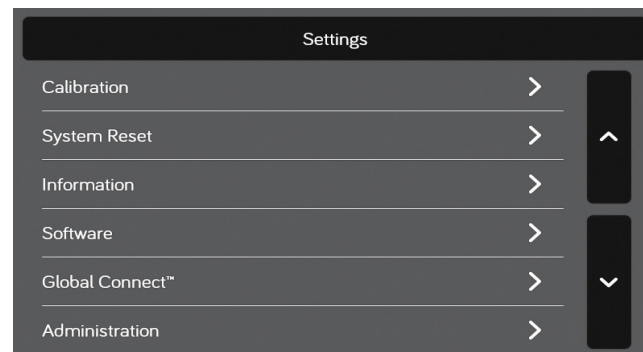 Settings
Calibration
System Reset
Information
Software
Global Connect™
Administration